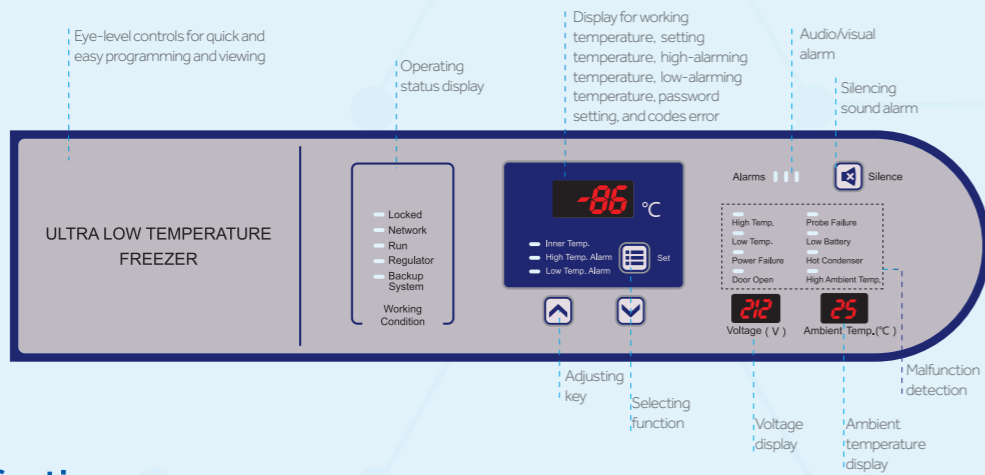 Eye-level controls for quick and
easy programming and viewing
Operating
status display
Display for working
temperature, setting
temperature, high-alarming
temperature, low-alarming
temperature, password
setting, and codes error
Audio/visual
alarm
Silencing
sound alarm
ULTRA LOW TEMPERATURE
FREEZER
Locked
Network
Run
Regulator
Backup
System
Working
Condition
-86 °C
Inner Temp.
High Temp. Alarm
Low Temp. Alarm
Set
Alarms
Silence
High Temp.
Probe Failure
Low Temp.
Low Battery
Power Failure
Hot Condenser
Door Open
High Ambient Temp.
212
25
Voltage ( V )
Ambient Temp.(℃ )
Adjusting
key
Selecting
function
Voltage
display
Ambient
temperature
display
Malfunction
detection